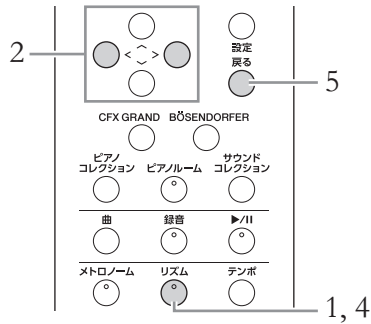 2
< >
設定
戻る
5
CFX GRAND BÖSENDORFER
ピアノ
コレクション
ピアノルーム
サウンド
コレクション
曲 録音 ▶/II
メトロノーム リズム テンポ
1, 4